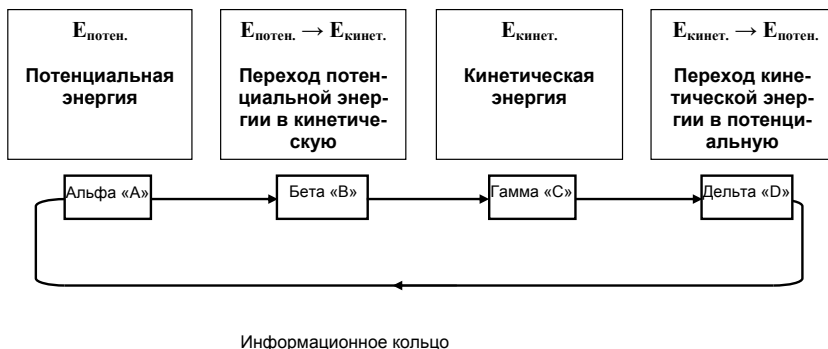 Eпотен.
Потенциальная
энергия
Eпотен. → Eкинет.
Переход потен-
циальной энер-
гии в кинетиче-
скую
Eкинет.
Кинетическая
энергия
Eкинет. → Eпотен.
Переход кине-
тической энер-
гии в потенци-
альную
Альфа «A»
Бета «B»
Гамма «C»
Дельта «D»
Информационное кольцо